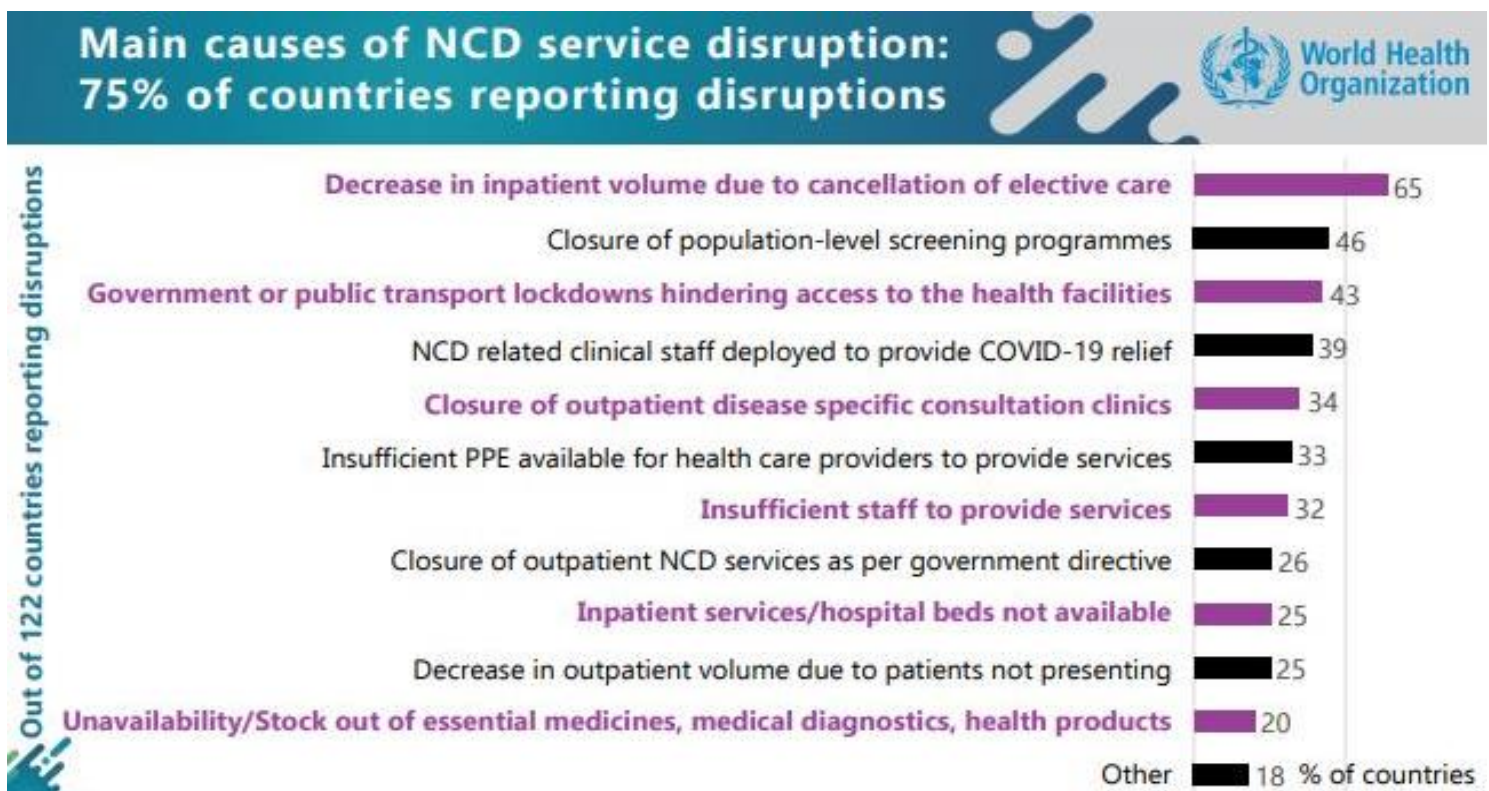 Main causes of NCD service disruption:
75% of countries reporting disruptions
World Health
Organization
Out of 122 countries reporting disruptions
Decrease in inpatient volume due to cancellation of elective care 65
Closure of population-level screening programmes 46
Government or public transport lockdowns hindering access to the health facilities 43
NCD related clinical staff deployed to provide COVID-19 relief 39
Closure of outpatient disease specific consultation clinics 34
Insufficient PPE available for health care providers to provide services 33
Insufficient staff to provide services 32
Closure of outpatient NCD services as per government directive 26
Inpatient services/hospital beds not available 25
Decrease in outpatient volume due to patients not presenting 25
Unavailability/Stock out of essential medicines, medical diagnostics, health products 20
Other 18 % of countries